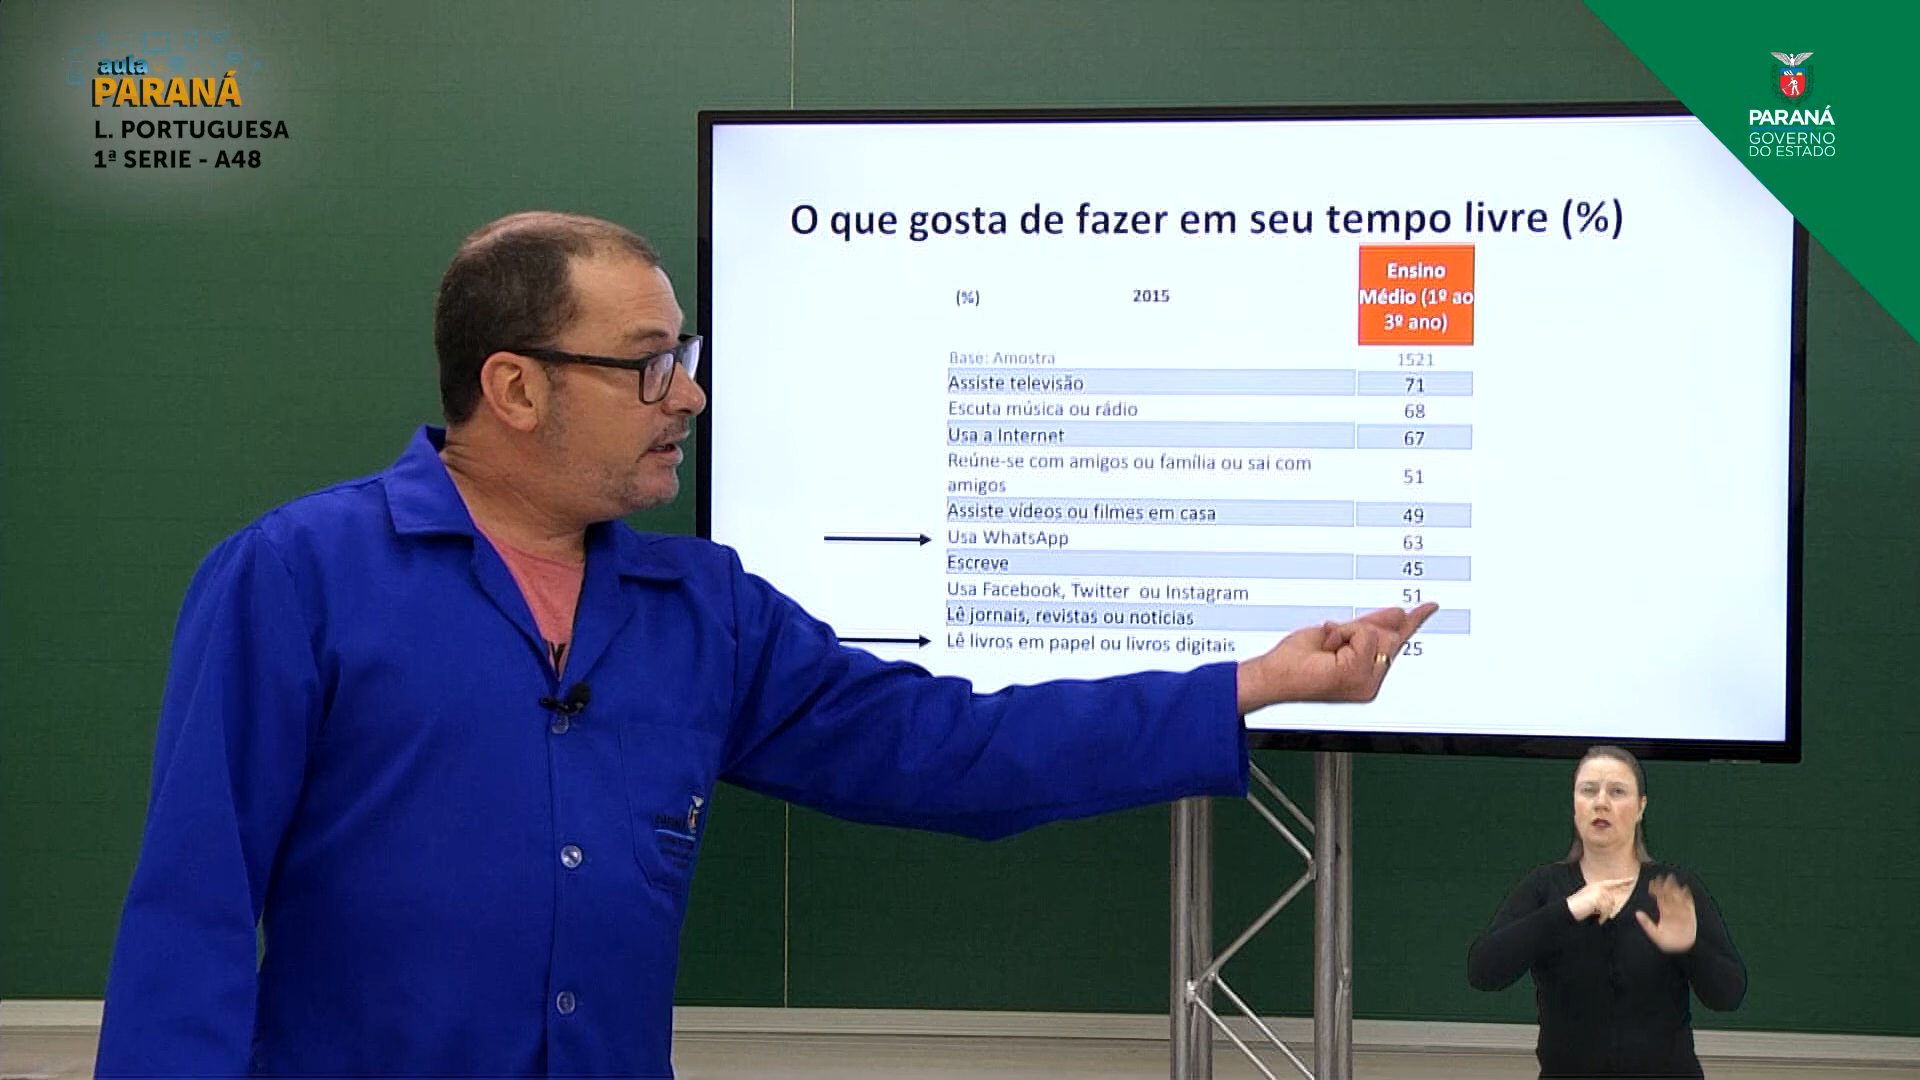 aula
PARANÁ
L. PORTUGUESA
1ª SERIE - A48
PARANÁ
GOVERNO
DO ESTADO
O que gosta de fazer em seu tempo livre (%)
(%) 2015 Ensino
Médio (1º ao
3º ano)
Base: Amostra 1521
Assiste televisão 71
Escuta música ou rádio 68
Usa a Internet 67
Reúne-se com amigos ou família ou sai com
amigos 51
Assiste vídeos ou filmes em casa 49
Usa WhatsApp 63
Escreve 45
Usa Facebook, Twitter ou Instagram 51
Lê jornais, revistas ou noticias
Lê livros em papel ou livros digitais 25